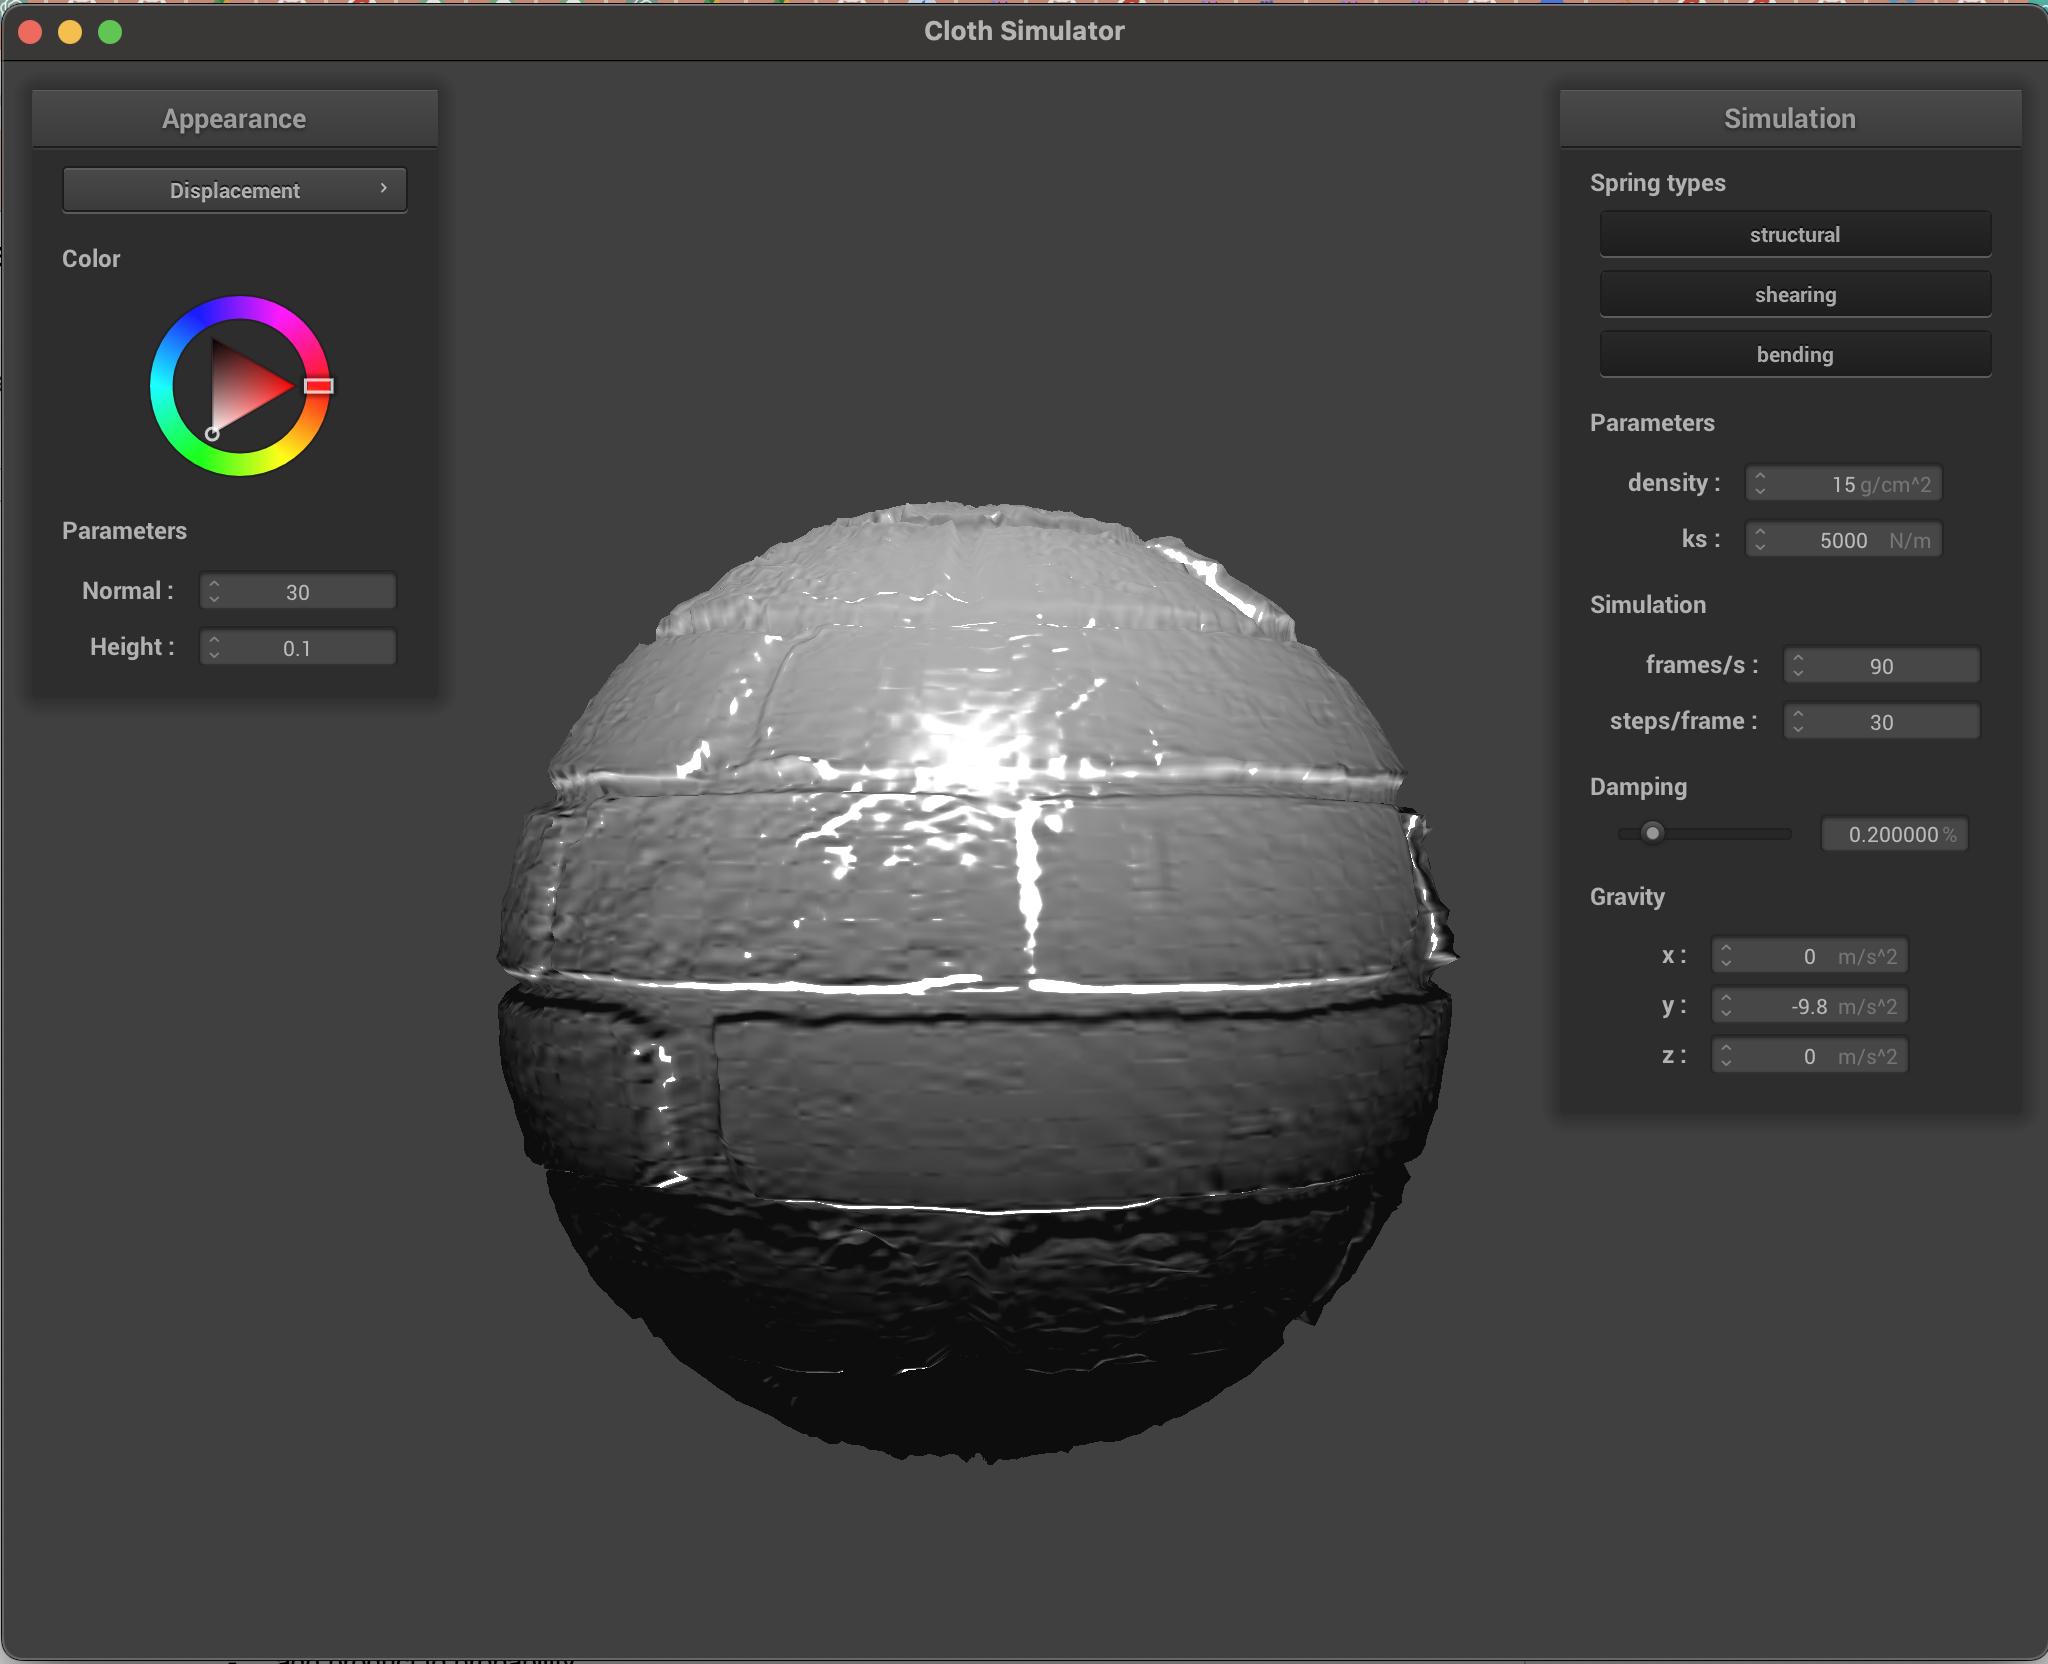 Cloth Simulator
Appearance
Displacement
Color
Parameters
Normal : 30
Height : 0.1
Simulation
Spring types
structural
shearing
bending
Parameters
density : 15 g/cm^2
ks : 5000 N/m
Simulation
frames/s : 90
steps/frame : 30
Damping
0.200000 %
Gravity
x : 0 m/s^2
y : -9.8 m/s^2
z : 0 m/s^2